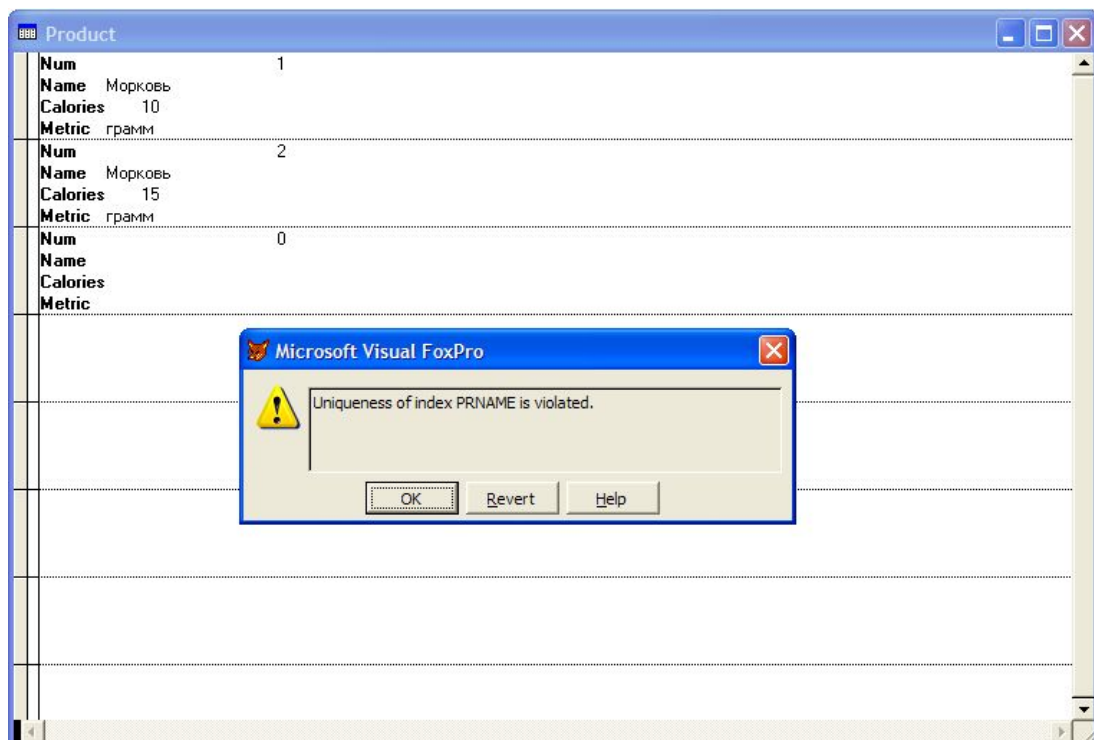 Product
Num 1
Name Морковь
Calories 10
Metric грамм
Num 2
Name Морковь
Calories 15
Metric грамм
Num 0
Name
Calories
Metric
Microsoft Visual FoxPro
Uniqueness of index PRNAME is violated.
OK Revert Help